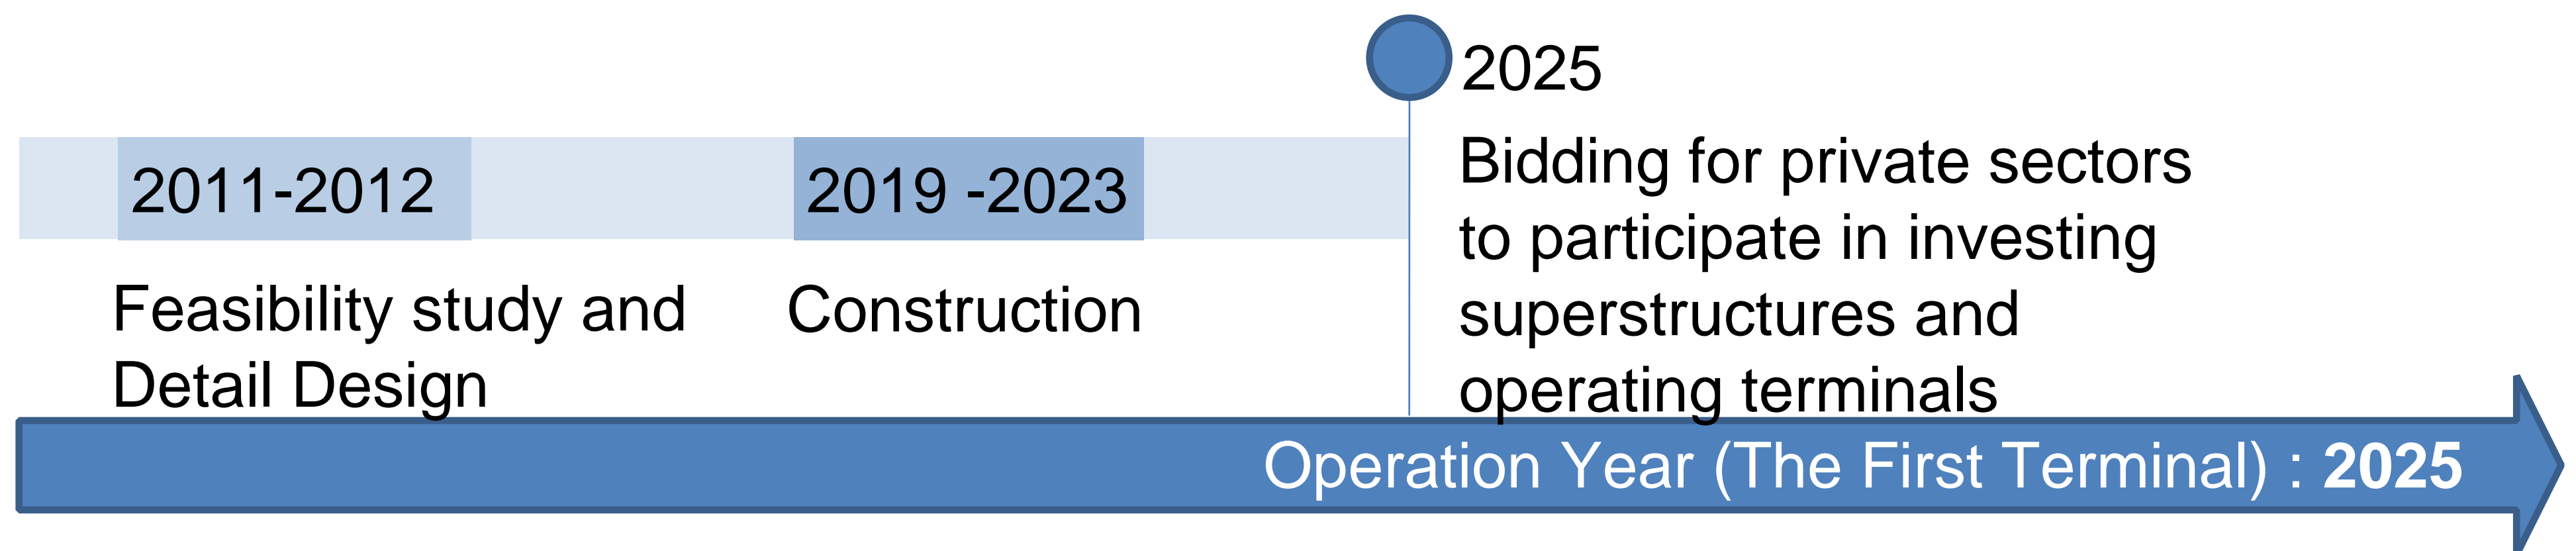 2025
2011-2012
2019 -2023
Bidding for private sectors
to participate in investing
superstructures and
operating terminals
Feasibility study and
Detail Design
Construction
Operation Year (The First Terminal) : 2025